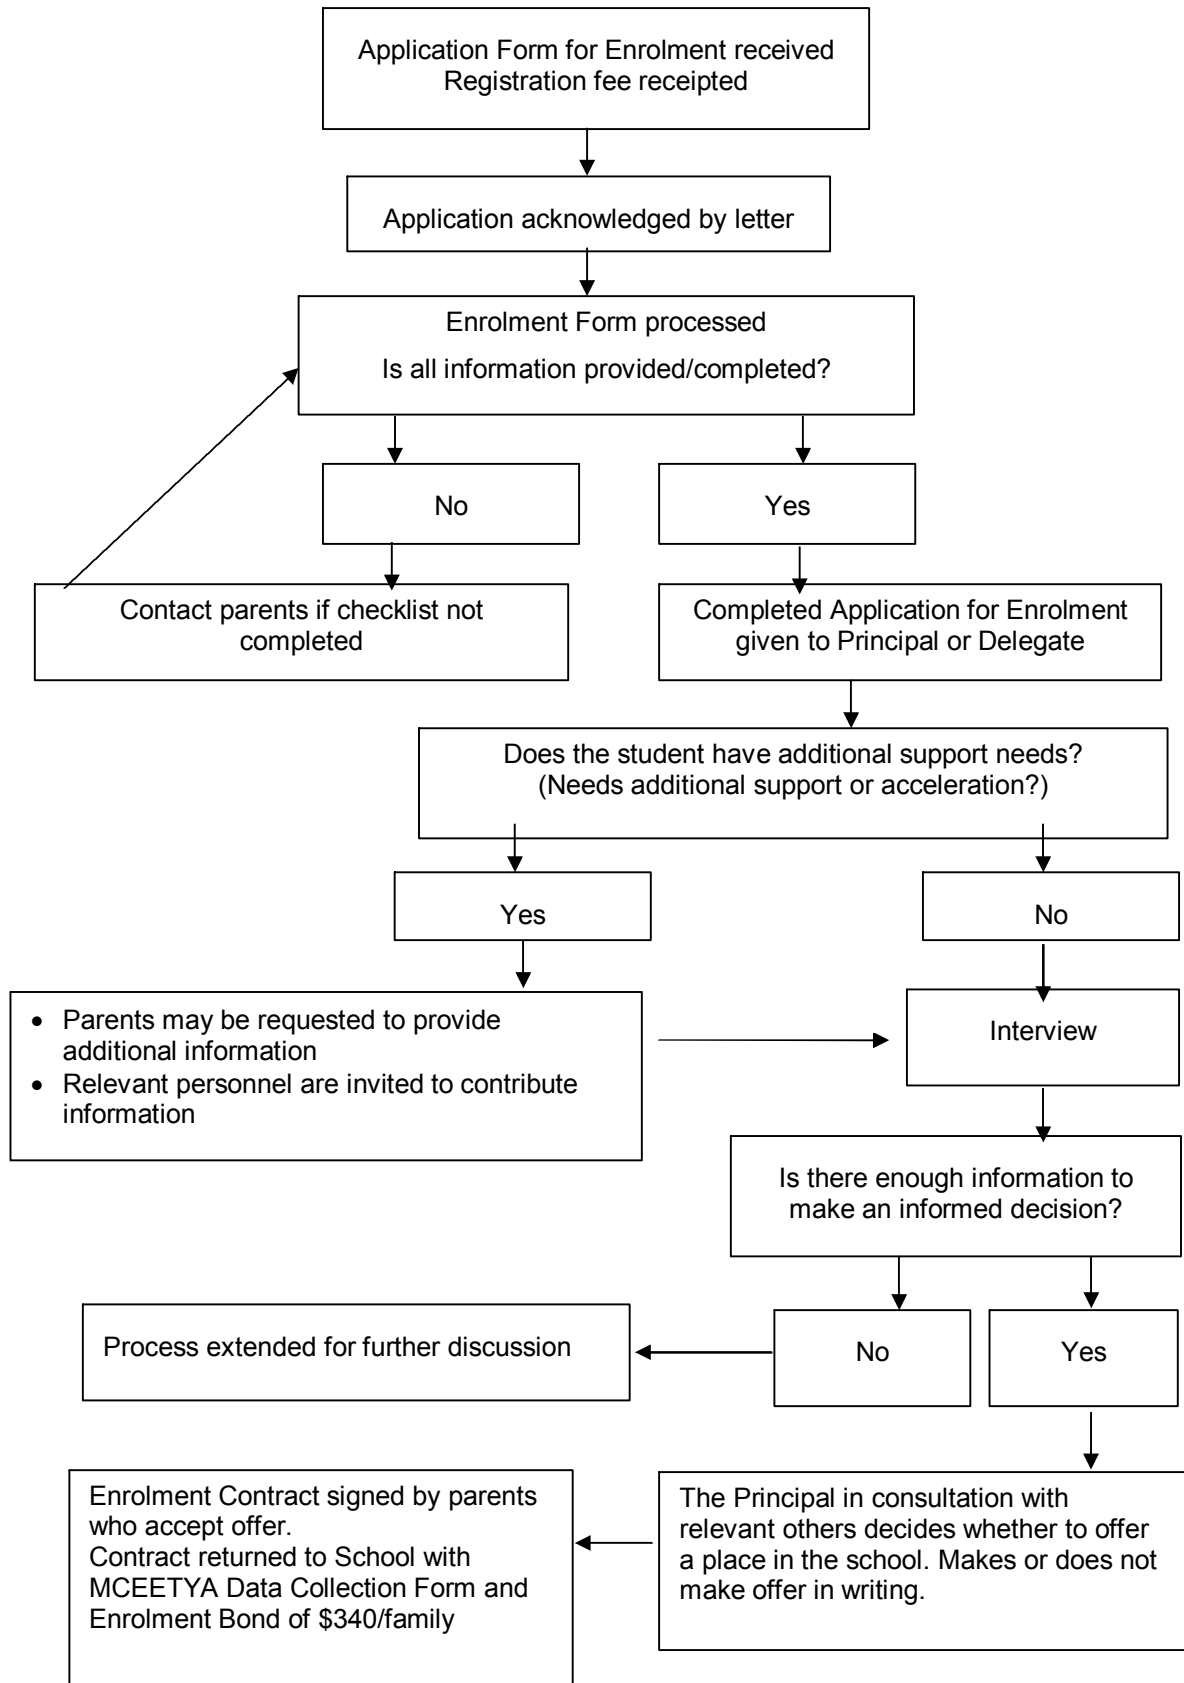 Application Form for Enrolment received
Registration fee receipted
Application acknowledged by letter
Enrolment Form processed
Is all information provided/completed?
No
Yes
Contact parents if checklist not
completed
Completed Application for Enrolment
given to Principal or Delegate
Does the student have additional support needs?
(Needs additional support or acceleration?)
Yes
No
• Parents may be requested to provide
additional information
• Relevant personnel are invited to contribute
information
Interview
Is there enough information to
make an informed decision?
Process extended for further discussion
No
Yes
Enrolment Contract signed by parents
who accept offer.
Contract returned to School with
MCEETYA Data Collection Form and
Enrolment Bond of $340/family
The Principal in consultation with
relevant others decides whether to offer
a place in the school. Makes or does not
make offer in writing.